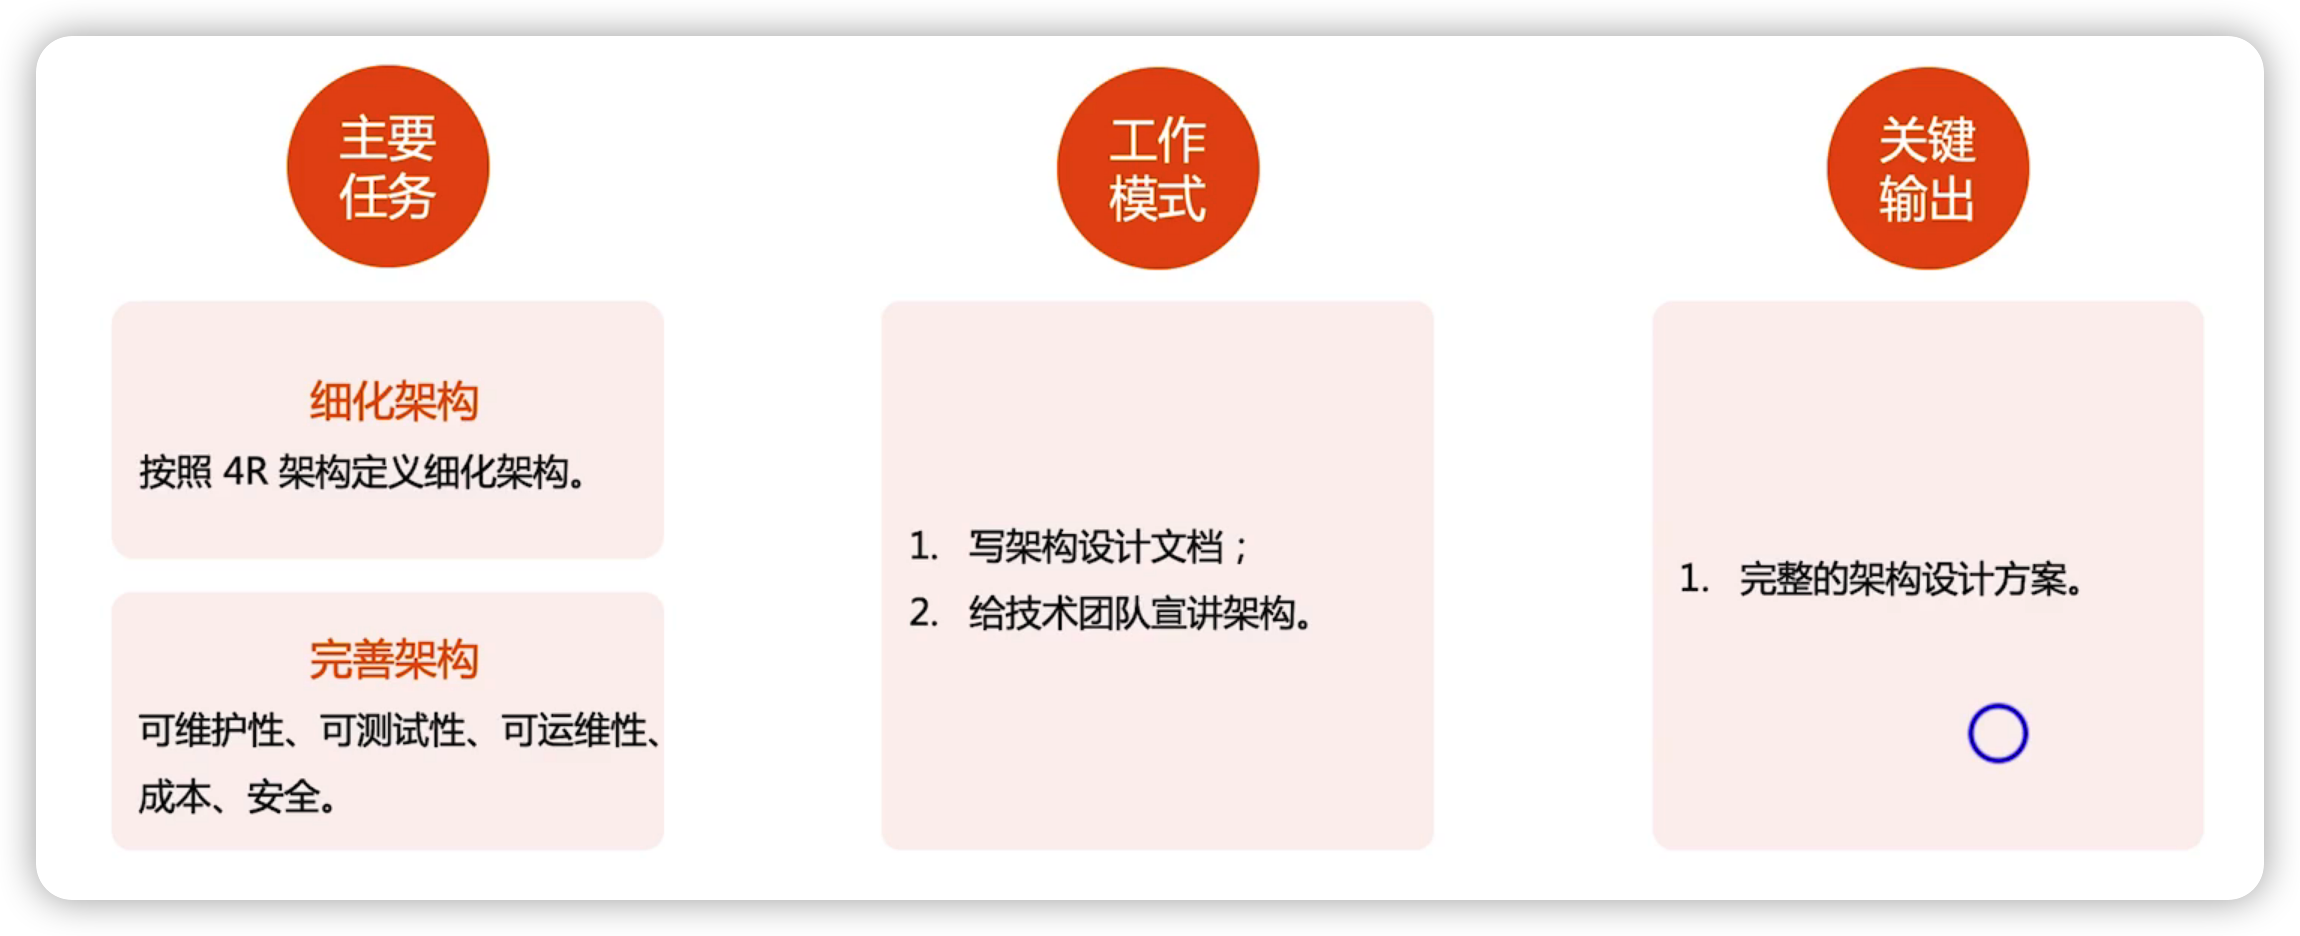 主要
任务
细化架构
按照 4R 架构定义细化架构。
完善架构
可维护性、可测试性、可运维性、
成本、安全。
工作
模式
1. 写架构设计文档；
2. 给技术团队宣讲架构。
关键
输出
1. 完整的架构设计方案。